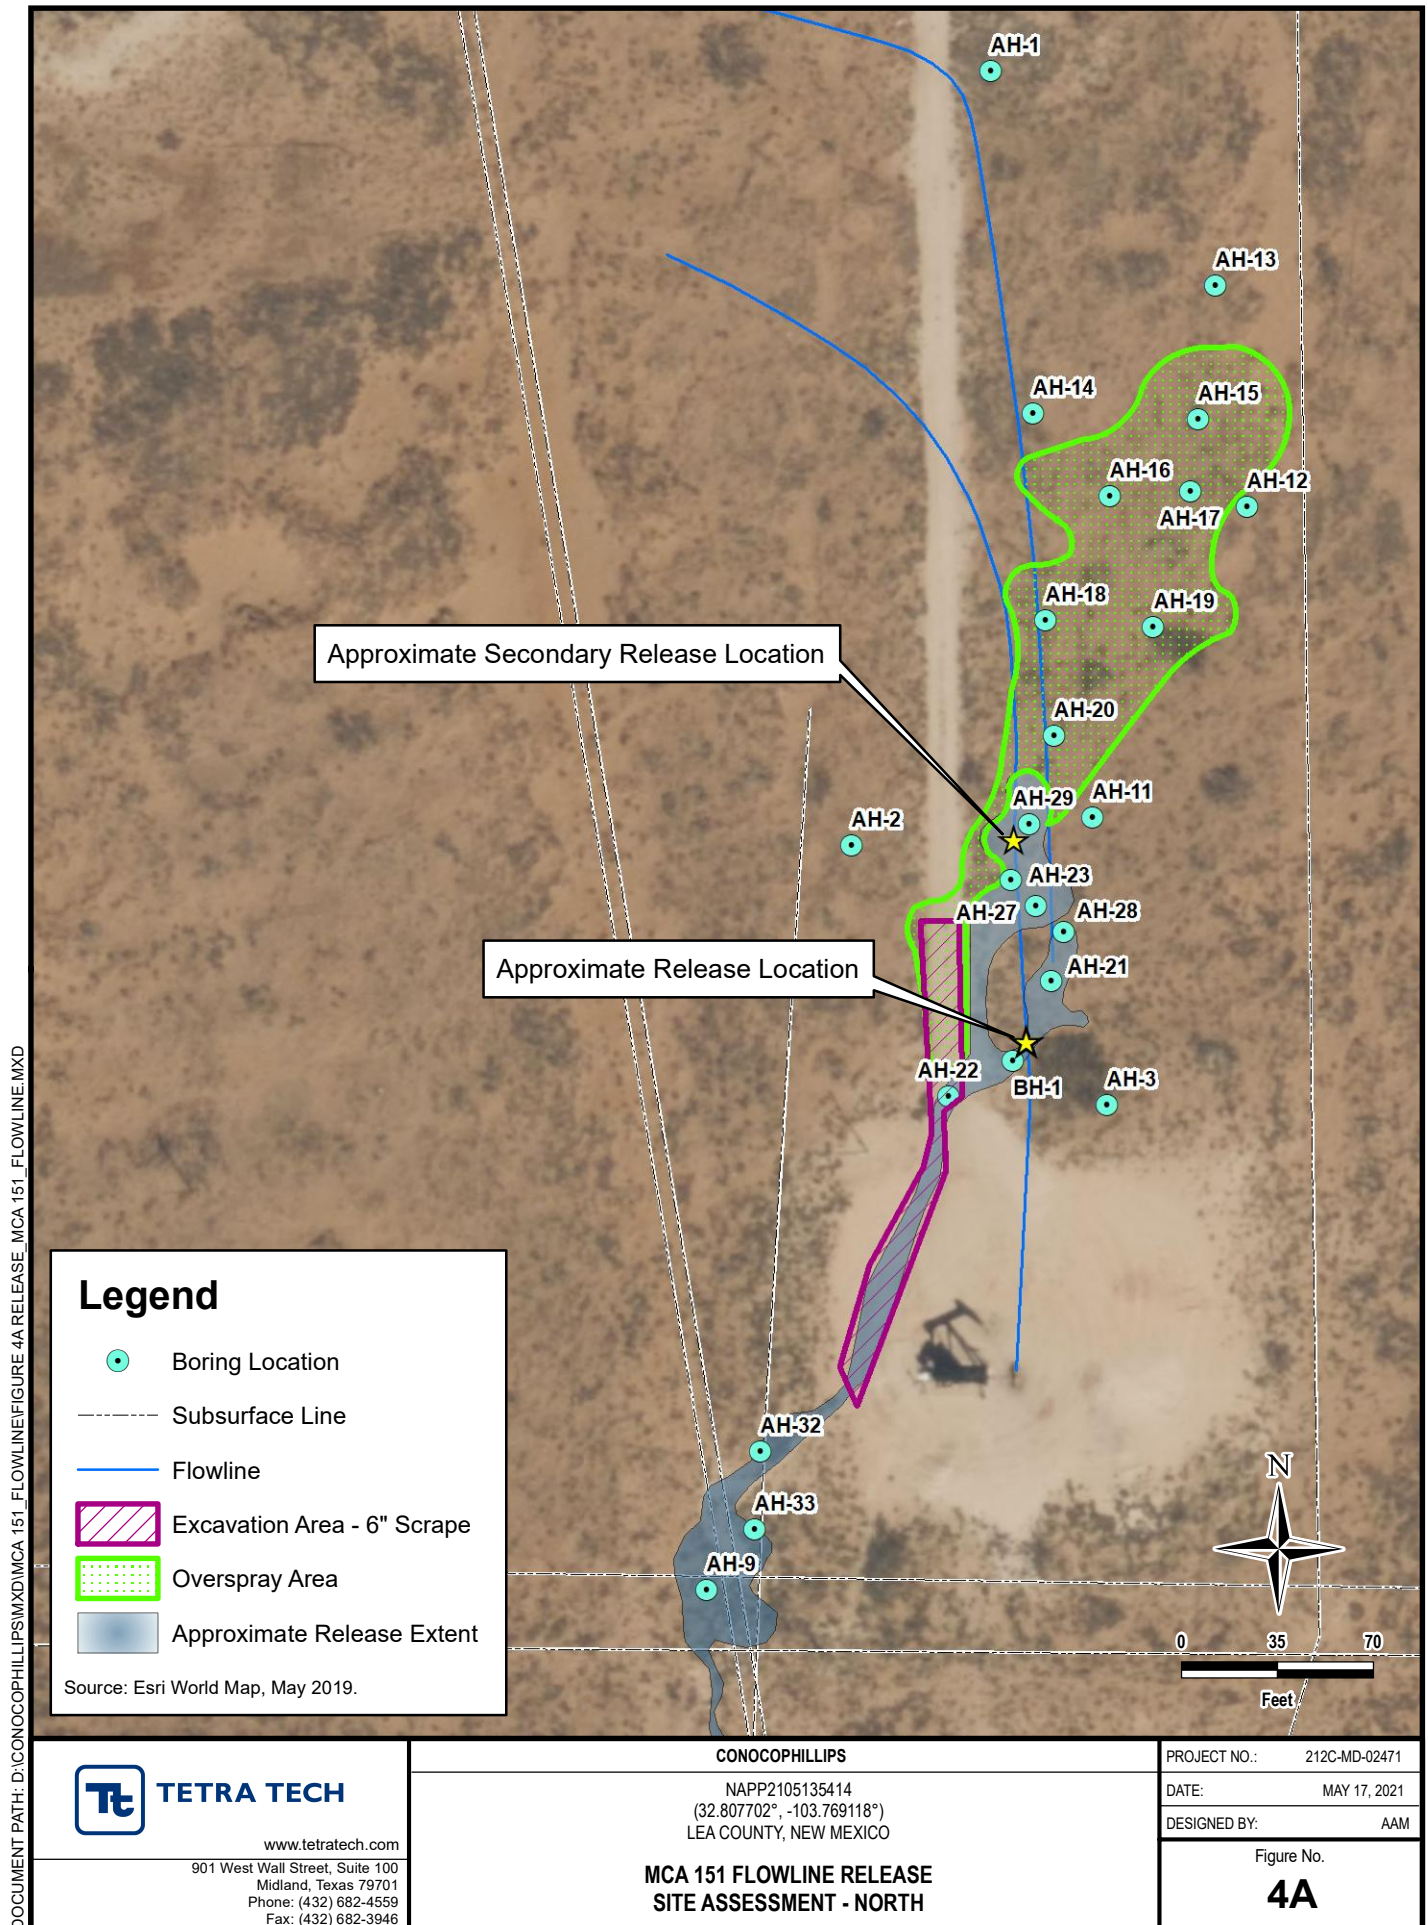 AH-1
AH-13
AH-14
AH-15
AH-16
AH-12
AH-17
AH-18
AH-19
Approximate Secondary Release Location
AH-20
AH-29
AH-11
AH-2
AH-23
AH-27
AH-28
Approximate Release Location
AH-21
AH-22
BH-1
AH-3
AH-32
AH-33
AH-9
Legend
Boring Location
Subsurface Line
Flowline
Excavation Area - 6" Scrape
Overspray Area
Approximate Release Extent
Source: Esri World Map, May 2019.
N
0 35 70
Feet
DOCUMENT PATH: D:\CONOCOPHILLIPS\MXD\MCA 151_FLOWLINE\FIGURE 4A RELEASE_MCA 151_FLOWLINE.MXD
Tt TETRA TECH
www.tetratech.com
901 West Wall Street, Suite 100
Midland, Texas 79701
Phone: (432) 682-4559
Fax: (432) 682-3946
CONOCOPHILLIPS
NAPP2105135414
(32.807702°, -103.769118°)
LEA COUNTY, NEW MEXICO
MCA 151 FLOWLINE RELEASE
SITE ASSESSMENT - NORTH
PROJECT NO.: 212C-MD-02471
DATE: MAY 17, 2021
DESIGNED BY: AAM
Figure No.
4A